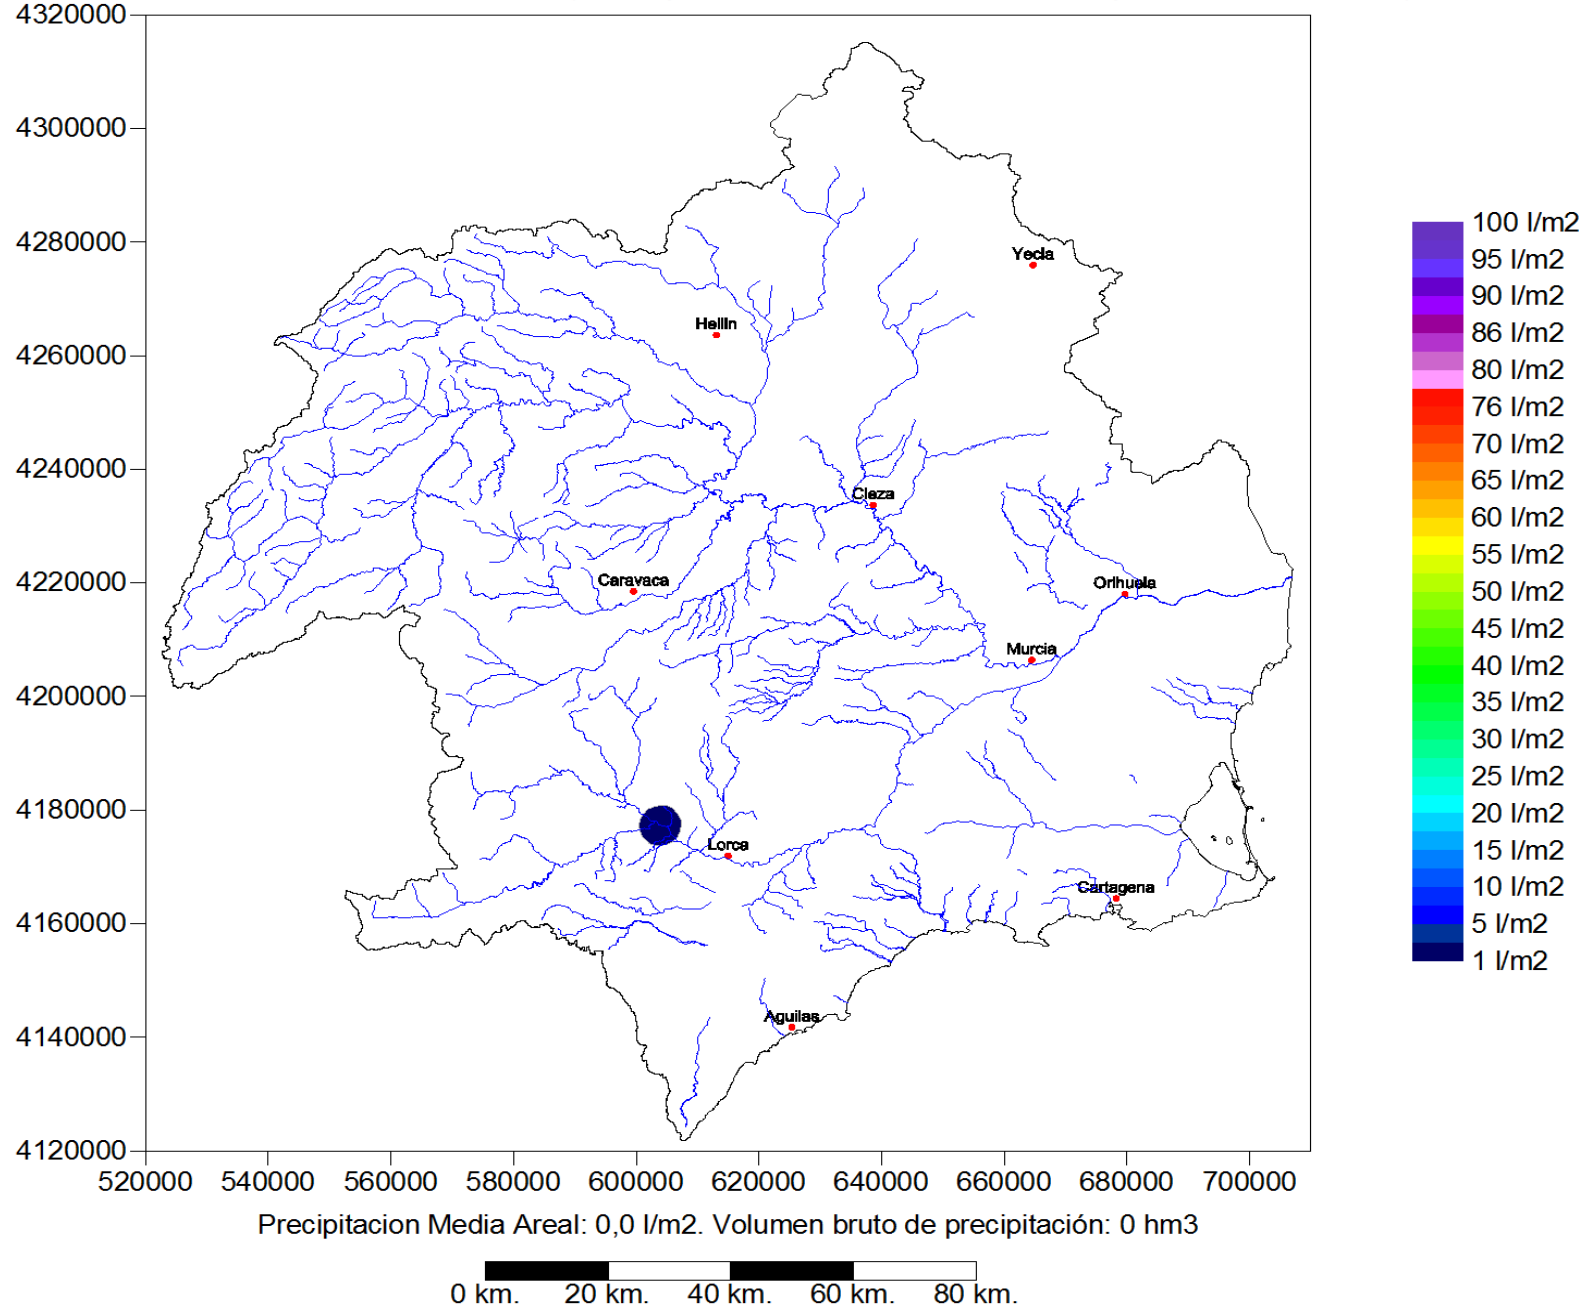 4320000
4300000
4280000
4260000
4240000
4220000
4200000
4180000
4160000
4140000
4120000
520000 540000 560000 580000 600000 620000 640000 660000 680000 700000
Yecla
Hellin
Cieza
Caravaca
Orihuela
Murcia
Lorca
Cartagena
Aguilas
100 l/m2
95 l/m2
90 l/m2
86 l/m2
80 l/m2
76 l/m2
70 l/m2
65 l/m2
60 l/m2
55 l/m2
50 l/m2
45 l/m2
40 l/m2
35 l/m2
30 l/m2
25 l/m2
20 l/m2
15 l/m2
10 l/m2
5 l/m2
1 l/m2
Precipitacion Media Areal: 0,0 l/m2. Volumen bruto de precipitación: 0 hm3
0 km. 20 km. 40 km. 60 km. 80 km.